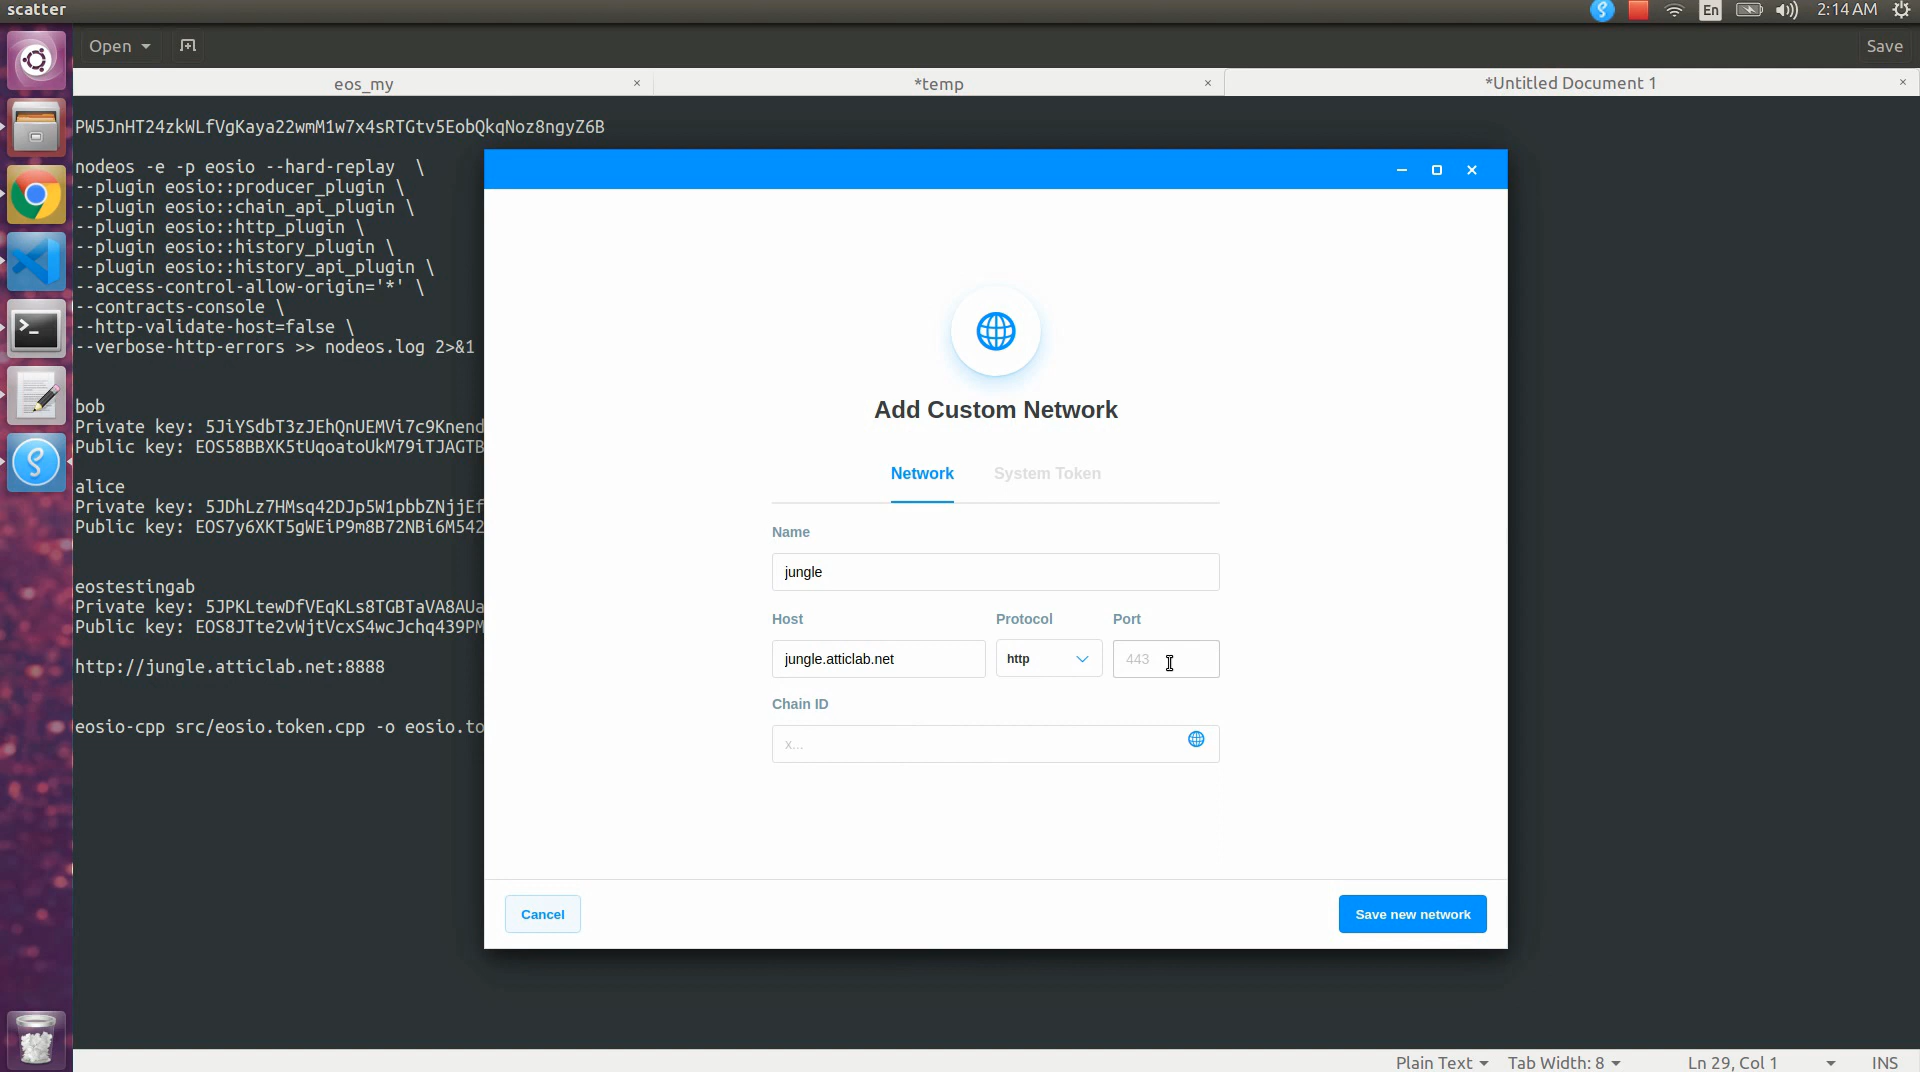 scatter
En
2:14 AM
Open
Save
eos_my
*temp
*Untitled Document 1
PW5JnHT24zkWLfVgKaya22wmM1w7x4sRTGtv5EobQkqNoz8ngyZ6B
nodeos -e -p eosio --hard-replay \
--plugin eosio::producer_plugin \
--plugin eosio::chain_api_plugin \
--plugin eosio::http_plugin \
--plugin eosio::history_plugin \
--plugin eosio::history_api_plugin \
--access-control-allow-origin='*' \
--contracts-console \
--http-validate-host=false \
--verbose-http-errors >> nodeos.log 2>&1
bob
Private key: 5JiYSdbT3zJEhQnUEMVi7c9Knend
Public key: EOS58BBXK5tUqoatoUkM79iTJAGTB
alice
Private key: 5JDhLz7HMsq42DJp5W1pbbZNjjEf
Public key: EOS7y6XKT5gWEiP9m8B72NBi6M542
eostestingab
Private key: 5JPKLtewDfVEqKLs8TGBTaVA8AUa
Public key: EOS8JTte2vWjtVcxS4wcJchq439PM
http://jungle.atticlab.net:8888
eosio-cpp src/eosio.token.cpp -o eosio.to
Add Custom Network
Network
System Token
Name
jungle
Host
Protocol
Port
jungle.atticlab.net
http
443
Chain ID
x...
Cancel
Save new network
Plain Text
Tab Width: 8
Ln 29, Col 1
INS